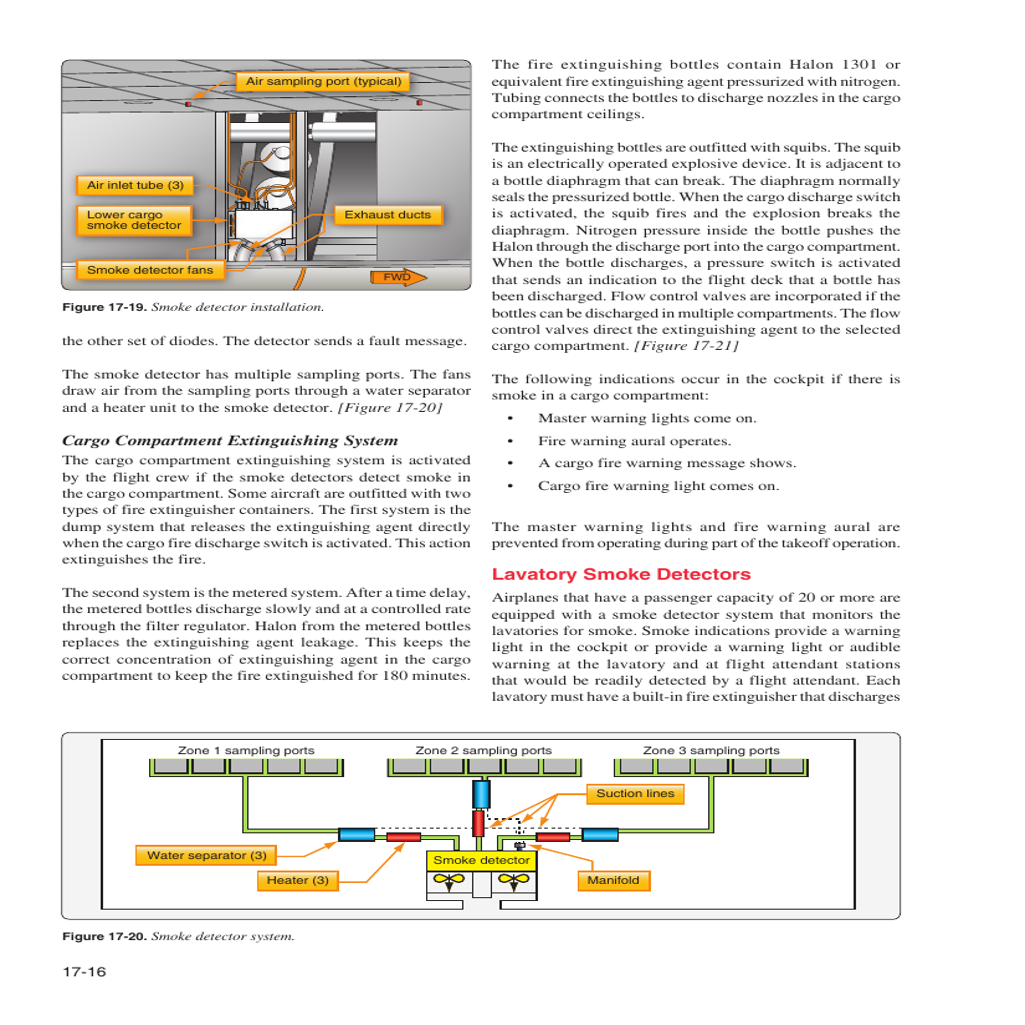 Air sampling port (typical)
Air inlet tube (3)
Lower cargo
smoke detector
Exhaust ducts
Smoke detector fans
FWD
Figure 17-19. Smoke detector installation.
the other set of diodes. The detector sends a fault message.
The smoke detector has multiple sampling ports. The fans
draw air from the sampling ports through a water separator
and a heater unit to the smoke detector. [Figure 17-20]
Cargo Compartment Extinguishing System
The cargo compartment extinguishing system is activated
by the flight crew if the smoke detectors detect smoke in
the cargo compartment. Some aircraft are outfitted with two
types of fire extinguisher containers. The first system is the
dump system that releases the extinguishing agent directly
when the cargo fire discharge switch is activated. This action
extinguishes the fire.
The second system is the metered system. After a time delay,
the metered bottles discharge slowly and at a controlled rate
through the filter regulator. Halon from the metered bottles
replaces the extinguishing agent leakage. This keeps the
correct concentration of extinguishing agent in the cargo
compartment to keep the fire extinguished for 180 minutes.
The fire extinguishing bottles contain Halon 1301 or
equivalent fire extinguishing agent pressurized with nitrogen.
Tubing connects the bottles to discharge nozzles in the cargo
compartment ceilings.
The extinguishing bottles are outfitted with squibs. The squib
is an electrically operated explosive device. It is adjacent to
a bottle diaphragm that can break. The diaphragm normally
seals the pressurized bottle. When the cargo discharge switch
is activated, the squib fires and the explosion breaks the
diaphragm. Nitrogen pressure inside the bottle pushes the
Halon through the discharge port into the cargo compartment.
When the bottle discharges, a pressure switch is activated
that sends an indication to the flight deck that a bottle has
been discharged. Flow control valves are incorporated if the
bottles can be discharged in multiple compartments. The flow
control valves direct the extinguishing agent to the selected
cargo compartment. [Figure 17-21]
The following indications occur in the cockpit if there is
smoke in a cargo compartment:
• Master warning lights come on.
• Fire warning aural operates.
• A cargo fire warning message shows.
• Cargo fire warning light comes on.
The master warning lights and fire warning aural are
prevented from operating during part of the takeoff operation.
Lavatory Smoke Detectors
Airplanes that have a passenger capacity of 20 or more are
equipped with a smoke detector system that monitors the
lavatories for smoke. Smoke indications provide a warning
light in the cockpit or provide a warning light or audible
warning at the lavatory and at flight attendant stations
that would be readily detected by a flight attendant. Each
lavatory must have a built-in fire extinguisher that discharges
Zone 1 sampling ports
Zone 2 sampling ports
Zone 3 sampling ports
Suction lines
Water separator (3)
Smoke detector
Heater (3)
Manifold
Figure 17-20. Smoke detector system.
17-16